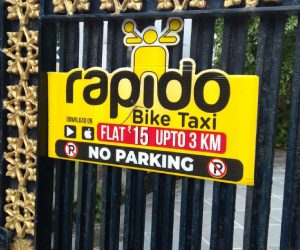 rapido
Bike Taxi
DOWNLOAD ON
FLAT ₹15 UPTO 3 KM
NO PARKING